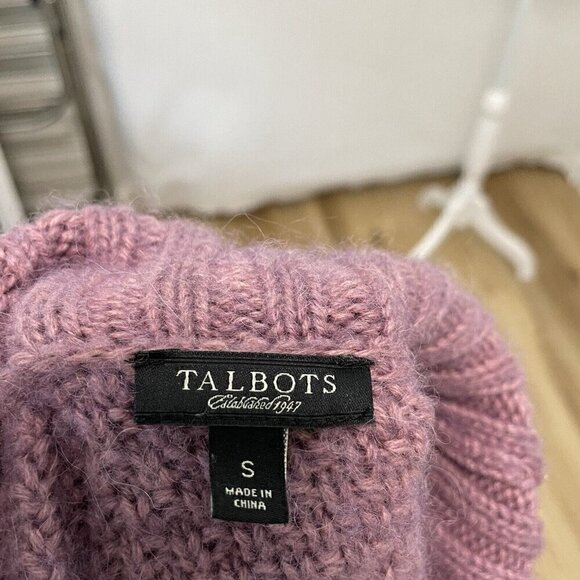 TALBOTS
Established 1947
S
MADE IN
CHINA